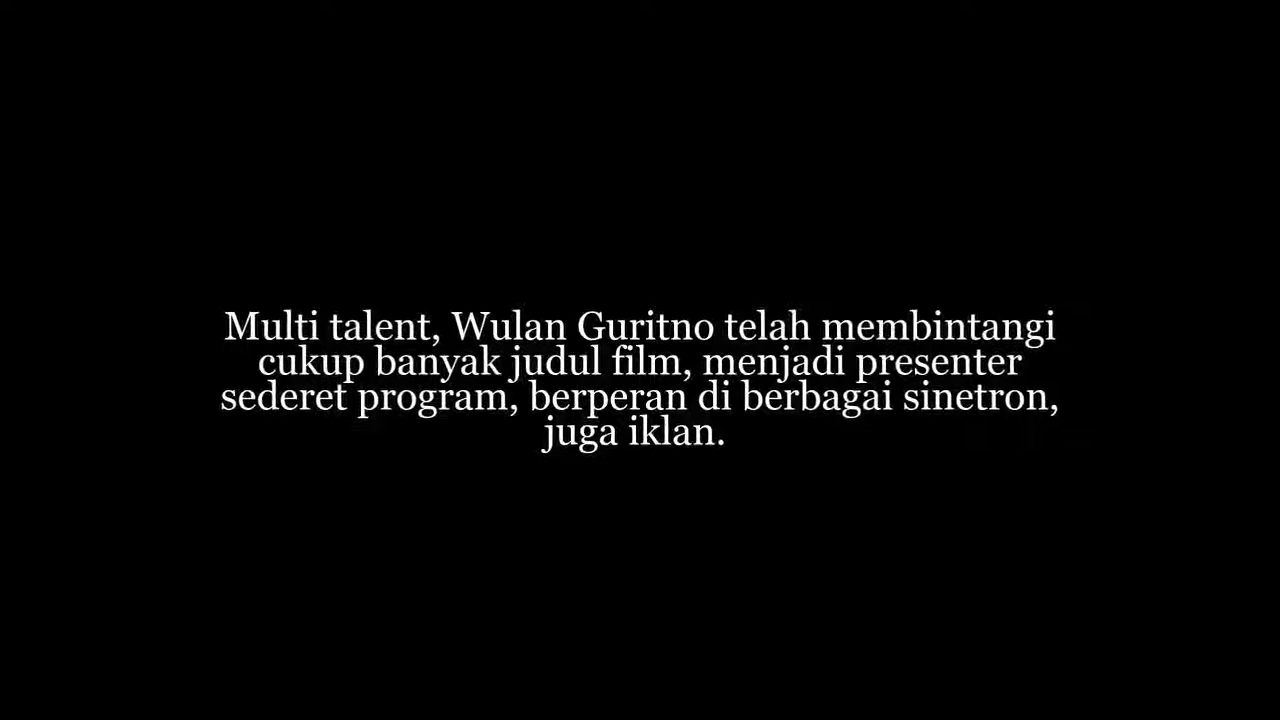 Multi talent, Wulan Guritno telah membintangi
cukup banyak judul film, menjadi presenter
sederet program, berperan di berbagai sinetron,
juga iklan.